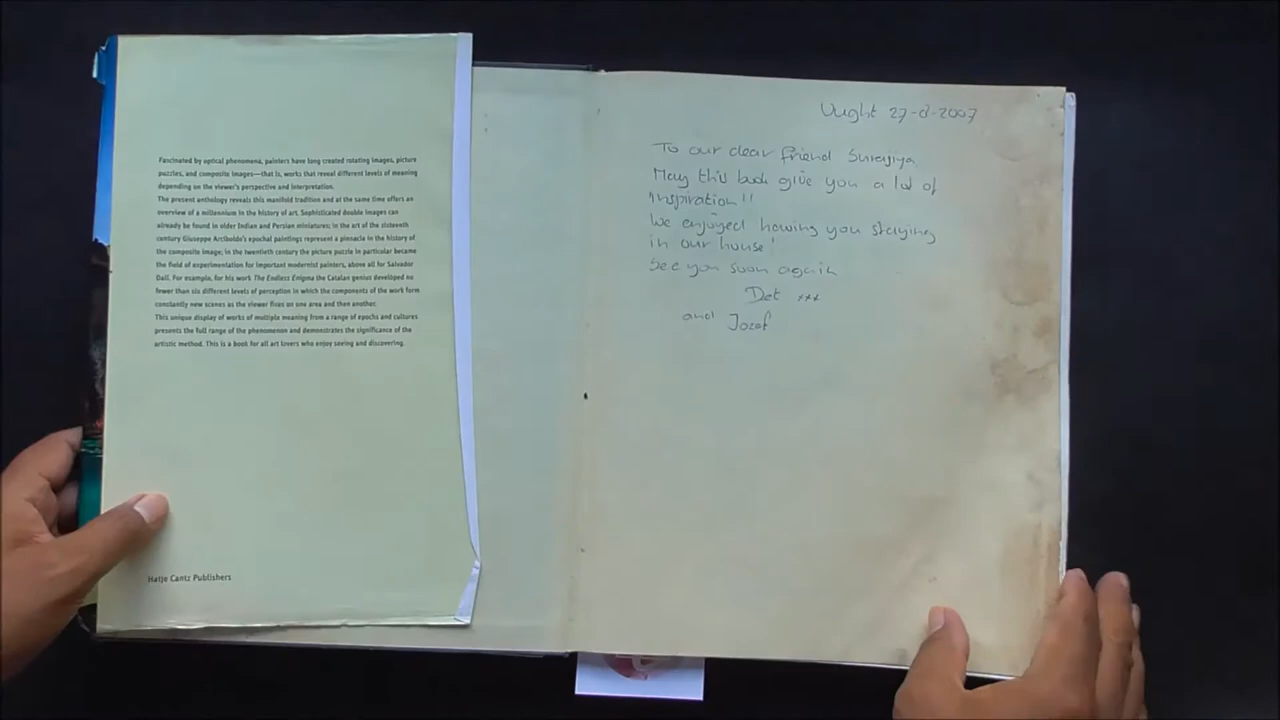 Fascinated by optical phenomena, painters have long created rotating images, picture
puzzles, and composite images—that is, works that reveal different levels of meaning
depending on the viewer's perspective and interpretation.
The present anthology reveals this manifold tradition and at the same time offers an
overview of a millennium in the history of art. Sophisticated double images can
already be found in older Indian and Persian miniatures; in the art of the sixteenth
century Giuseppe Arciboldo's epochal paintings represent a pinnacle in the history of
the composite image; in the twentieth century the picture puzzle in particular became
the field of experimentation for important modernist painters, above all for Salvador
Dalí. For example, for his work The Endless Enigma the Catalan genius developed no
fewer than six different levels of perception in which the components of the work form
constantly new scenes as the viewer fixes on one area and then another.
This unique display of works of multiple meaning from a range of epochs and cultures
presents the full range of the phenomenon and demonstrates the significance of the
artistic method. This is a book for all art lovers who enjoy seeing and discovering.
Hatje Cantz Publishers
Vught 27-8-2007
To our dear friend Surajiya
May this book give you a lot of
inspiration!!
We enjoyed having you staying
in our house!
See you soon again
Det xxx
and Jozef